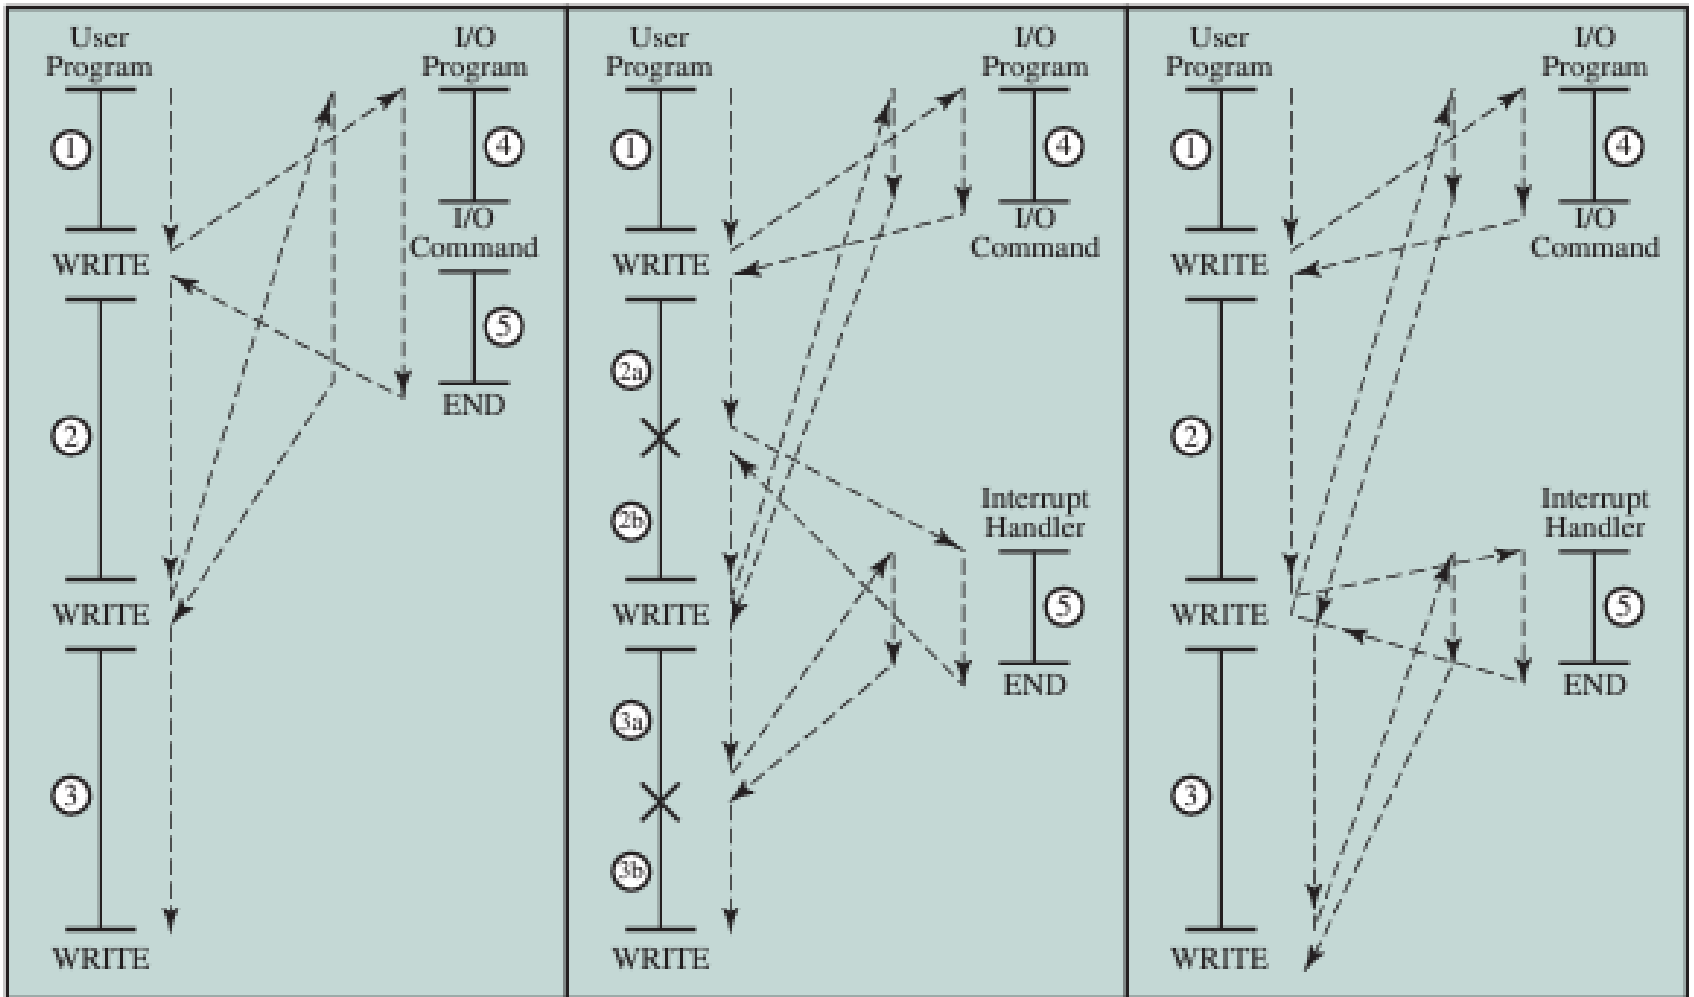 User
Program
I/O
Program
1
4
I/O
Command
WRITE
5
END
2
WRITE
3
WRITE
User
Program
I/O
Program
1
4
I/O
Command
WRITE
2a
2b
Interrupt
Handler
5
WRITE
END
3a
3b
WRITE
User
Program
I/O
Program
1
4
I/O
Command
WRITE
2
Interrupt
Handler
5
WRITE
END
3
WRITE